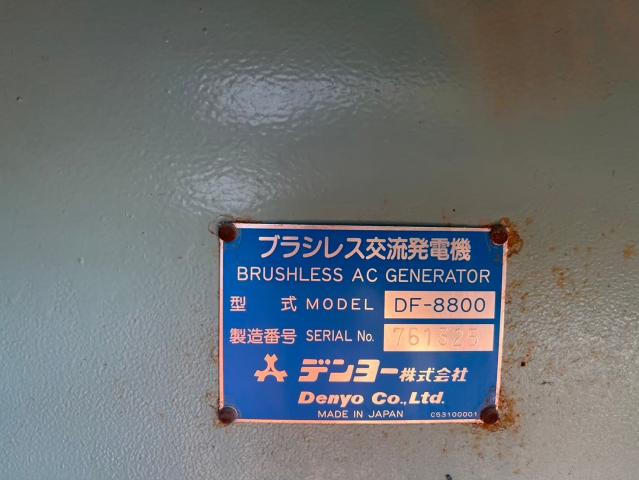 ブラシレス交流発電機
BRUSHLESS AC GENERATOR
型 式 MODEL DF-8800
製造番号 SERIAL No. 761325
デンヨー株式会社
Denyo Co.,Ltd.
MADE IN JAPAN CS3100001